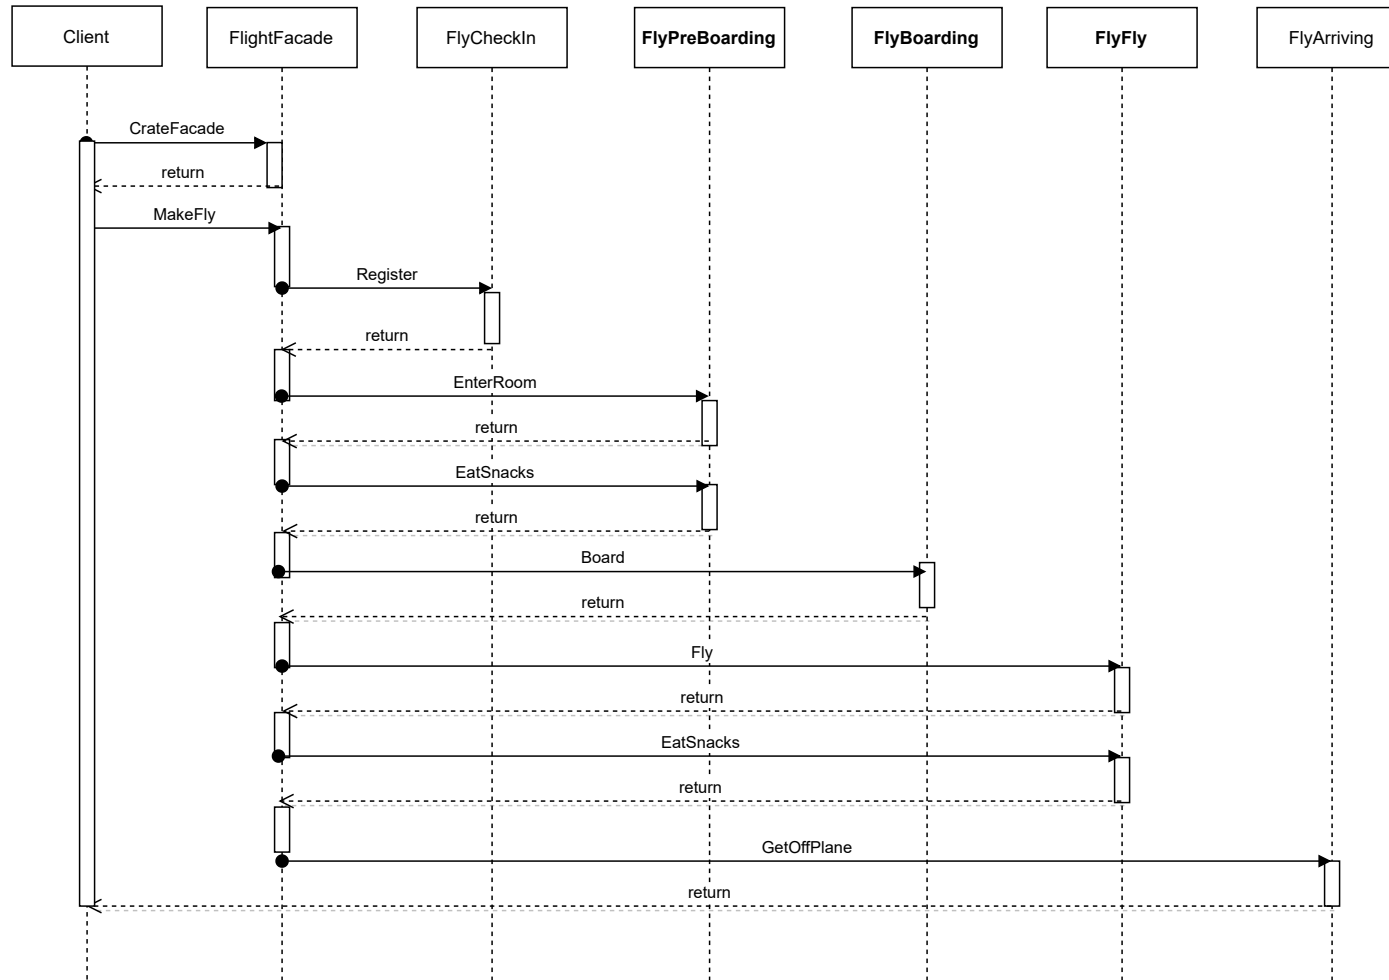 Client
FlightFacade
FlyCheckIn
FlyPreBoarding
FlyBoarding
FlyFly
FlyArriving
CrateFacade
return
MakeFly
Register
return
EnterRoom
return
EatSnacks
return
Board
return
Fly
return
EatSnacks
return
GetOffPlane
return